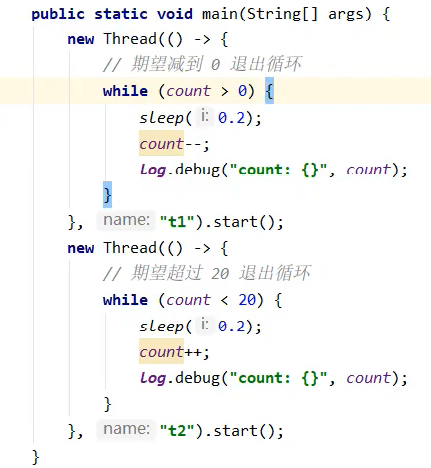 public static void main(String[] args) {
new Thread(() -> {
// 期望减到 0 退出循环
while (count > 0) {
sleep( i: 0.2);
count--;
log.debug("count: {}", count);
}
}, name: "t1").start();
new Thread(() -> {
// 期望超过 20 退出循环
while (count < 20) {
sleep( i: 0.2);
count++;
log.debug("count: {}", count);
}
}, name: "t2").start();
}